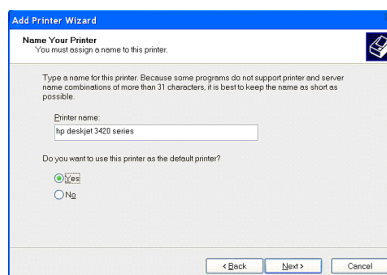 Add Printer Wizard
Name Your Printer
You must assign a name to this printer.
Type a name for this printer. Because some programs do not support printer and server
name combinations of more than 31 characters, it is best to keep the name as short as
possible.
Printer name:
hp deskjet 3420 series
Do you want to use this printer as the default printer?
Yes
No
< Back
Next >
Cancel